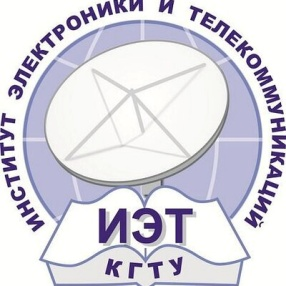 ИНСТИТУТ ЭЛЕКТРОНИКИ И ТЕЛЕКОММУНИКАЦИЙ
ИЭТ
КГТУ